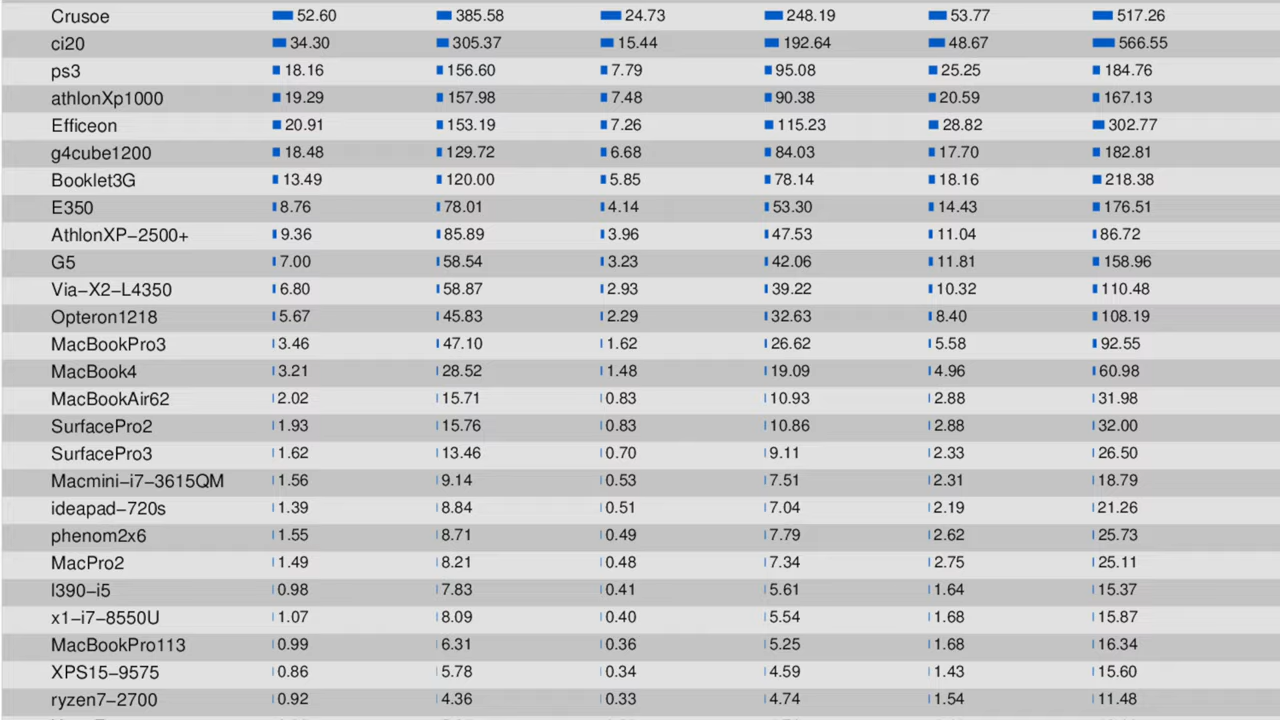 Crusoe 52.60 385.58 24.73 248.19 53.77 517.26
ci20 34.30 305.37 15.44 192.64 48.67 566.55
ps3 18.16 156.60 7.79 95.08 25.25 184.76
athlonXp1000 19.29 157.98 7.48 90.38 20.59 167.13
Efficeon 20.91 153.19 7.26 115.23 28.82 302.77
g4cube1200 18.48 129.72 6.68 84.03 17.70 182.81
Booklet3G 13.49 120.00 5.85 78.14 18.16 218.38
E350 8.76 78.01 4.14 53.30 14.43 176.51
AthlonXP-2500+ 9.36 85.89 3.96 47.53 11.04 86.72
G5 7.00 58.54 3.23 42.06 11.81 158.96
Via-X2-L4350 6.80 58.87 2.93 39.22 10.32 110.48
Opteron1218 5.67 45.83 2.29 32.63 8.40 108.19
MacBookPro3 3.46 47.10 1.62 26.62 5.58 92.55
MacBook4 3.21 28.52 1.48 19.09 4.96 60.98
MacBookAir62 2.02 15.71 0.83 10.93 2.88 31.98
SurfacePro2 1.93 15.76 0.83 10.86 2.88 32.00
SurfacePro3 1.62 13.46 0.70 9.11 2.33 26.50
Macmini-i7-3615QM 1.56 9.14 0.53 7.51 2.31 18.79
ideapad-720s 1.39 8.84 0.51 7.04 2.19 21.26
phenom2x6 1.55 8.71 0.49 7.79 2.62 25.73
MacPro2 1.49 8.21 0.48 7.34 2.75 25.11
l390-i5 0.98 7.83 0.41 5.61 1.64 15.37
x1-i7-8550U 1.07 8.09 0.40 5.54 1.68 15.87
MacBookPro113 0.99 6.31 0.36 5.25 1.68 16.34
XPS15-9575 0.86 5.78 0.34 4.59 1.43 15.60
ryzen7-2700 0.92 4.36 0.33 4.74 1.54 11.48